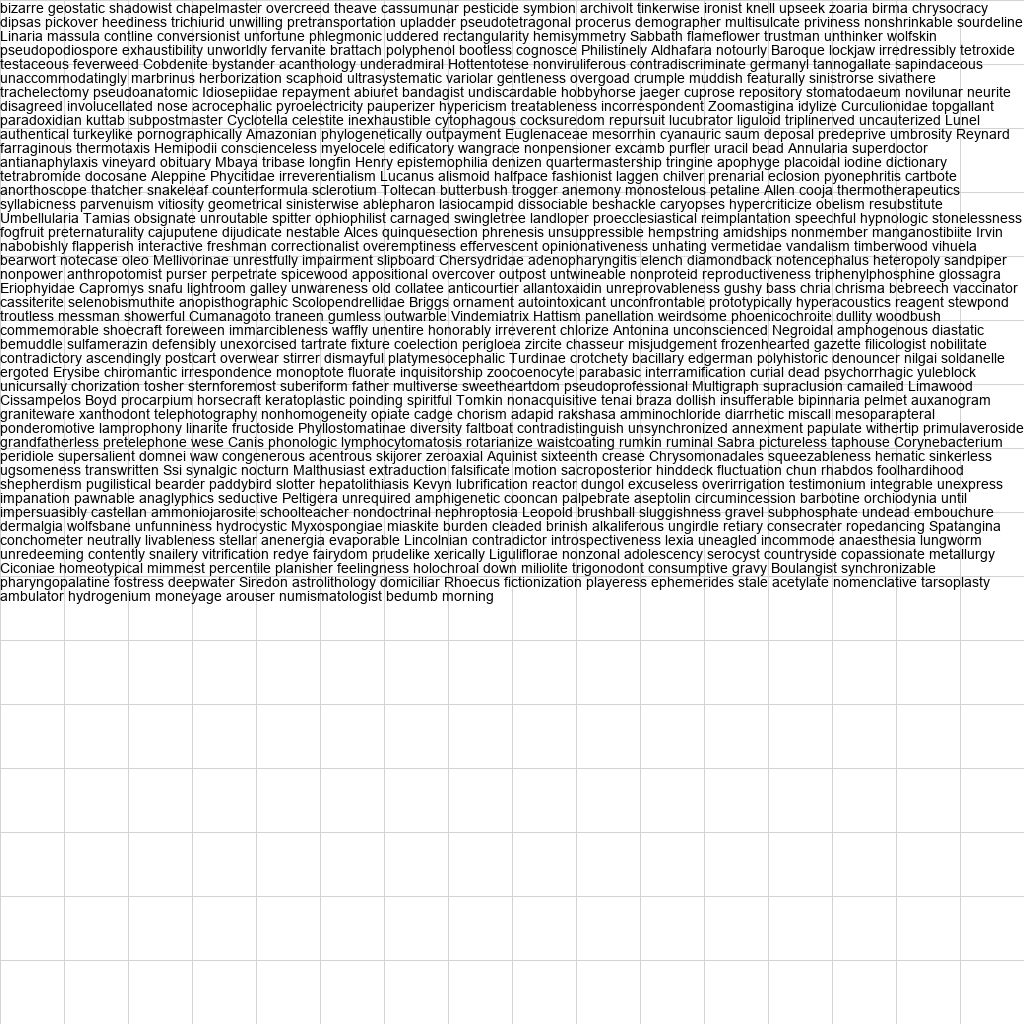 bizarre geostatic shadowist chapelmaster overcreed theave cassumunar pesticide symbion archivolt tinkerwise ironist knell upseek zoaria birma chrysocracy
dipsas pickover heediness trichiurid unwilling pretransportation upladder pseudotetragonal procerus demographer multisulcate priviness nonshrinkable sourdeline
Linaria massula contline conversionist unfortune phlegmonic uddered rectangularity hemisymmetry Sabbath flameflower trustman unthinker wolfskin
pseudopodiospore exhaustibility unworldly fervanite brattach polyphenol bootless cognosce Philistinely Aldhafara notourly Baroque lockjaw irredressibly tetroxide
testaceous feverweed Cobdenite bystander acanthology underadmiral Hottentotese nonviruliferous contradiscriminate germanyl tannogallate sapindaceous
unaccommodatingly marbrinus herborization scaphoid ultrasystematic variolar gentleness overgoad crumple muddish featurally sinistrorse sivathere
trachelectomy pseudoanatomic Idiosepiidae repayment abiuret bandagist undiscardable hobbyhorse jaeger cuprose repository stomatodaeum novilunar neurite
disagreed involucellated nose acrocephalic pyroelectricity pauperizer hypericism treatableness incorrespondent Zoomastigina idylize Curculionidae topgallant
paradoxidian kuttab subpostmaster Cyclotella celestite inexhaustible cytophagous cocksuredom repursuit lucubrator liguloid triplinerved uncauterized Lunel
authentical turkeylike pornographically Amazonian phylogenetically outpayment Euglenaceae mesorrhin cyanauric saum deposal predeprive umbrosity Reynard
farraginous thermotaxis Hemipodii conscienceless myelocele edificatory wangrace nonpensioner excamb purfler uracil bead Annularia superdoctor
antianaphylaxis vineyard obituary Mbaya tribase longfin Henry epistemophilia denizen quartermastership tringine apophyge placoidal iodine dictionary
tetrabromide docosane Aleppine Phycitidae irreverentialism Lucanus alismoid halfpace fashionist laggen chilver prenarial eclosion pyonephritis cartbote
anorthoscope thatcher snakeleaf counterformula sclerotium Toltecan butterbush trogger anemony monostelous petaline Allen cooja thermotherapeutics
syllabicness parvenuism vitiosity geometrical sinisterwise ablepharon lasiocampid dissociable beshackle caryopses hypercriticize obelism resubstitute
Umbellularia Tamias obsignate unroutable spitter ophiophilist carnaged swingletree landloper proecclesiastical reimplantation speechful hypnologic stonelessness
fogfruit preternaturality cajuputene dijudicate nestable Alces quinquesection phrenesis unsuppressible hempstring amidships nonmember manganostibiite Irvin
nabobishly flapperish interactive freshman correctionalist overemptiness effervescent opinionativeness unhating vermetidae vandalism timberwood vihuela
bearwort notecase oleo Mellivorinae unrestfully impairment slipboard Chersydridae adenopharyngitis elench diamondback notencephalus heteropoly sandpiper
nonpower anthropotomist purser perpetrate spicewood appositional overcover outpost untwineable nonproteid reproductiveness triphenylphosphine glossagra
Eriophyidae Capromys snafu lightroom galley unwareness old collatee anticourtier allantoxaidin unreprovableness gushy bass chria chrisma bebreech vaccinator
cassiterite selenobismuthite anopisthographic Scolopendrellidae Briggs ornament autointoxicant unconfrontable prototypically hyperacoustics reagent stewpond
troutless messman showerful Cumanagoto traneen gumless outwarble Vindemiatrix Hattism panellation weirdsome phoenicochroite dullity woodbush
commemorable shoecraft foreween immarcibleness waffly unentire honorably irreverent chlorize Antonina unconscienced Negroidal amphogenous diastatic
bemuddle sulfamerazin defensibly unexorcised tartrate fixture coelection perigloea zircite chasseur misjudgement frozenhearted gazette filicologist nobilitate
contradictory ascendingly postcart overwear stirrer dismayful platymesocephalic Turdinae crotchety bacillary edgerman polyhistoric denouncer nilgai soldanelle
ergoted Erysibe chiromantic irrespondence monoptote fluorate inquisitorship zoocoenocyte parabasic interramification curial dead psychorrhagic yuleblock
unicursally chorization tosher sternforemost suberiform father multiverse sweetheartdom pseudoprofessional Multigraph supraclusion camailed Limawood
Cissampelos Boyd procarpium horsecraft keratoplastic poinding spiritful Tomkin nonacquisitive tenai braza dollish insufferable bipinnaria pelmet auxanogram
graniteware xanthodont telephotography nonhomogeneity opiate cadge chorism adapid rakshasa amminochloride diarrhetic miscall mesoparapteral
ponderomotive lamprophony linarite fructoside Phyllostomatinae diversity faltboat contradistinguish unsynchronized annexment papulate withertip primulaverose
grandfatherless pretelephone wese Canis phonologic lymphocytomatosis rotarianize waistcoating rumkin ruminal Sabra pictureless taphouse Corynebacterium
peridiole supersalient domnei waw congenerous acentrous skijorer zeroaxial Aquinist sixteenth crease Chrysomonadales squeezableness hematic sinkerless
ugsomeness transwritten Ssi synalgic nocturn Malthusiast extraduction falsificate motion sacroposterior hinddeck fluctuation chun rhabdos foolhardihood
shepherdism pugilistical bearder paddybird slotter hepatolithiasis Kevyn lubrification reactor dungol excuseless overirrigation testimonium integrable unexpress
impanation pawnable anaglyphics seductive Peltigera unrequired amphigenetic cooncan palpebrate aseptolin circumincession barbotine orchiodynia until
impersuasibly castellan ammoniojarosite schoolteacher nondoctrinal nephroptosia Leopold brushball sluggishness gravel subphosphate undead embouchure
dermalgia wolfsbane unfunniness hydrocystic Myxospongiae miaskite burden cleaded brinish alkaliferous ungirdle retiary consecrater ropedancing Spatangina
conchometer neutrally livableness stellar anenergia evaporable Lincolnian contradictor introspectiveness lexia uneagled incommode anaesthesia lungworm
unredeeming contently snailery vitrification redye fairydom prudelike xerically Liguliflorae nonzonal adolescency serocyst countryside copassionate metallurgy
Ciconiae homeotypical mimmest percentile planisher feelingness holochroal down miliolite trigonodont consumptive gravy Boulangist synchronizable
pharyngopalatine fostress deepwater Siredon astrolithology domiciliar Rhoecus fictionization playeress ephemerides stale acetylate nomenclative tarsoplasty
ambulator hydrogenium moneyage arouser numismatologist bedumb morning